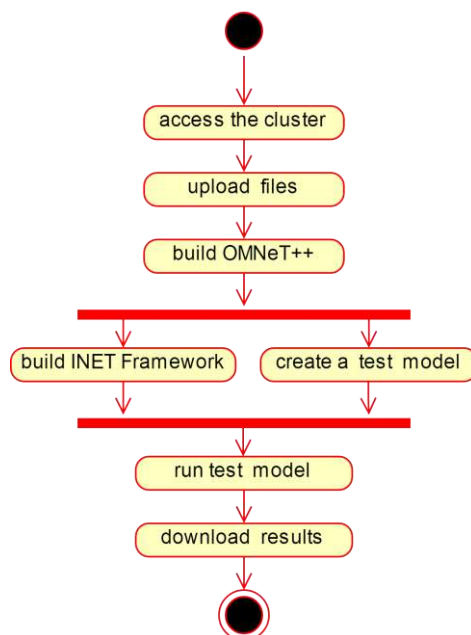 access the cluster
upload files
build OMNeT++
build INET Framework
create a test model
run test model
download results